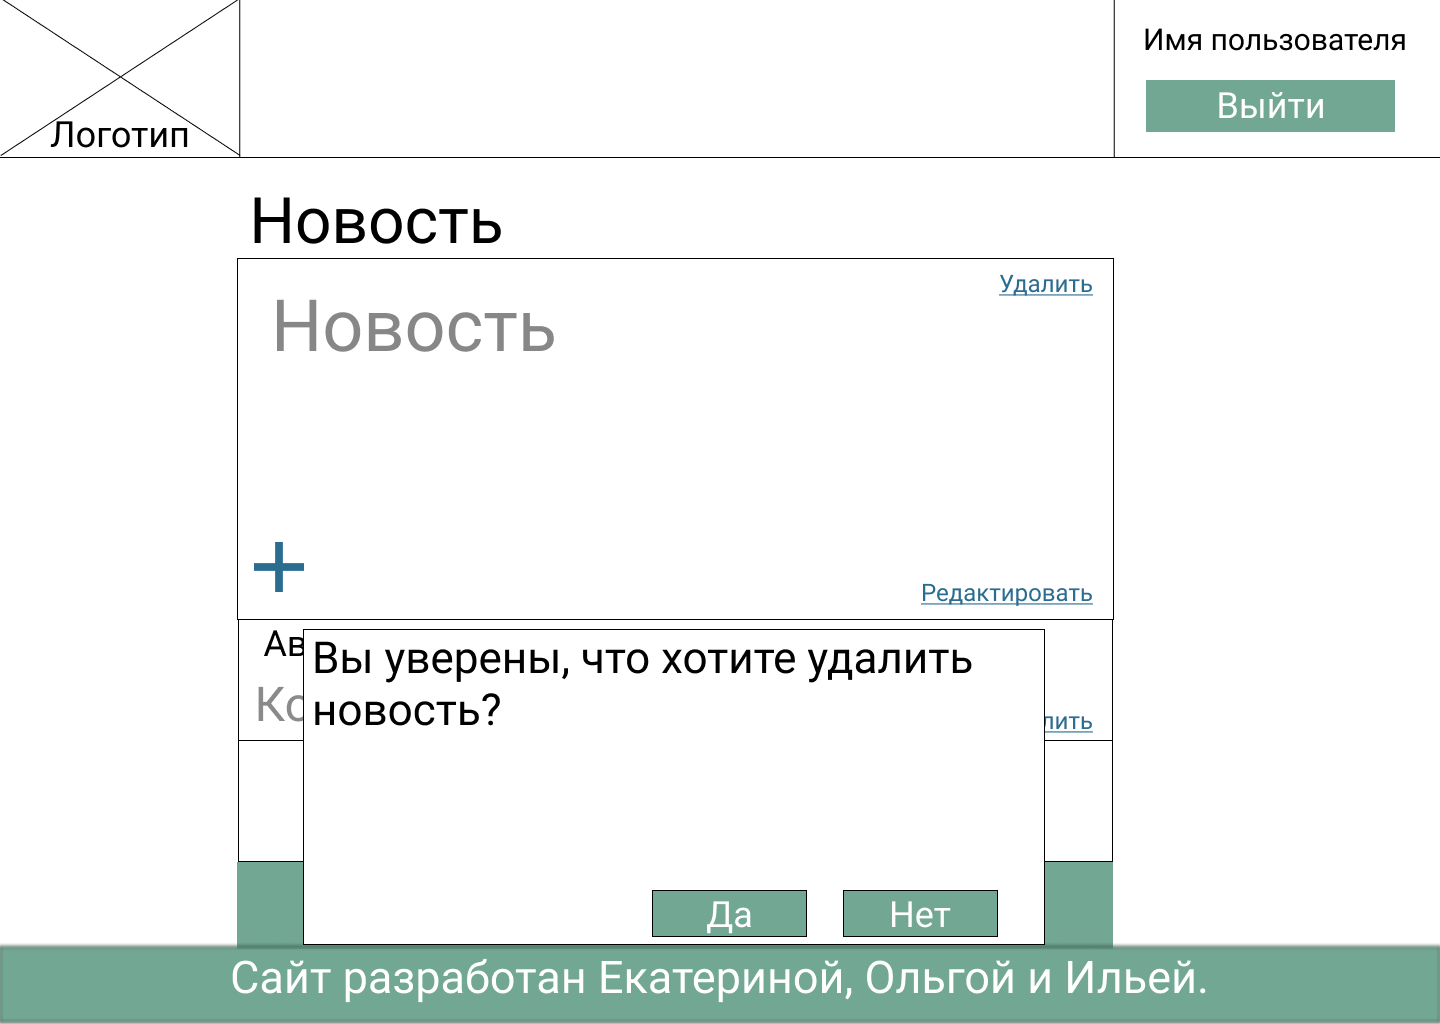 Логотип
Имя пользователя
Выйти
Новость
Удалить
Новость
Редактировать
Вы уверены, что хотите удалить
новость?
Да
Нет
Сайт разработан Екатериной, Ольгой и Ильей.